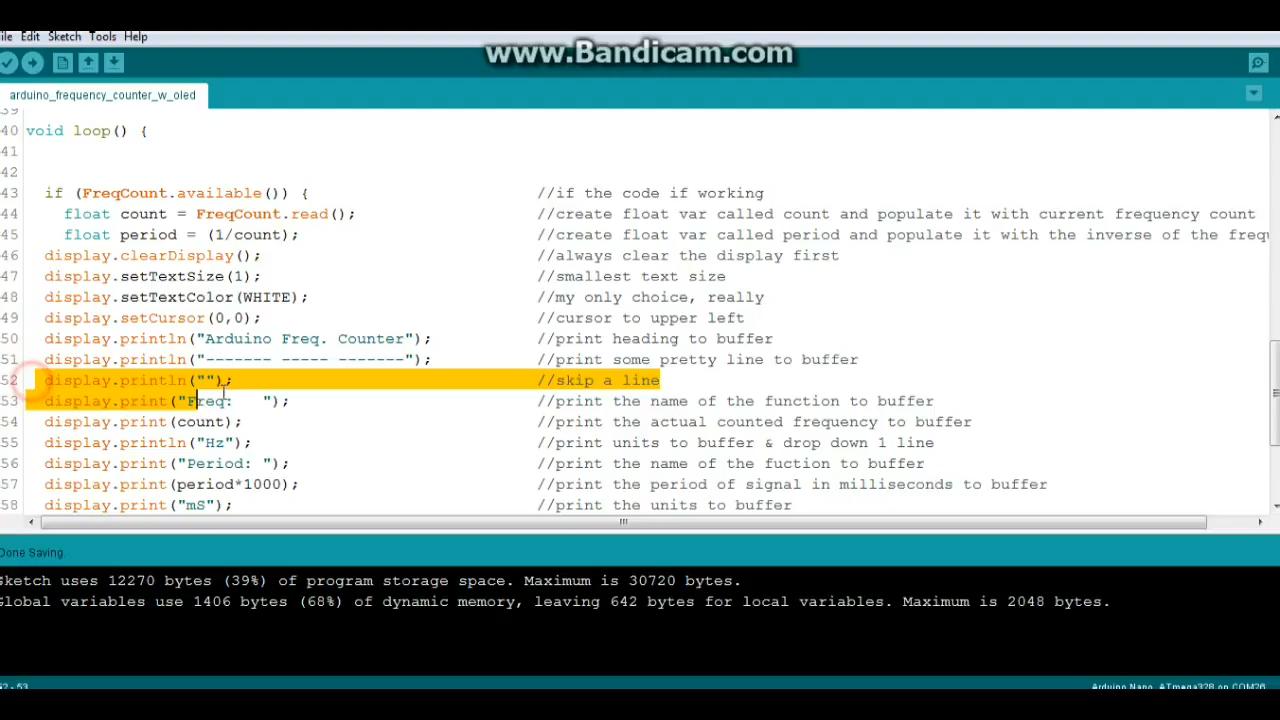 www.Bandicam.com
ile Edit Sketch Tools Help
arduino_frequency_counter_w_oled
39
40 void loop() {
41
42
43 if (FreqCount.available()) { //if the code if working
44 float count = FreqCount.read(); //create float var called count and populate it with current frequency count
45 float period = (1/count); //create float var called period and populate it with the inverse of the freq
46 display.clearDisplay(); //always clear the display first
47 display.setTextSize(1); //smallest text size
48 display.setTextColor(WHITE); //my only choice, really
49 display.setCursor(0,0); //cursor to upper left
50 display.println("Arduino Freq. Counter"); //print heading to buffer
51 display.println("------- ----- -------"); //print some pretty line to buffer
52 display.println(""); //skip a line
53 display.print("Freq:   "); //print the name of the function to buffer
54 display.print(count); //print the actual counted frequency to buffer
55 display.println("Hz"); //print units to buffer & drop down 1 line
56 display.print("Period: "); //print the name of the fuction to buffer
57 display.print(period*1000); //print the period of signal in milliseconds to buffer
58 display.print("mS"); //print the units to buffer
Done Saving.
Sketch uses 12270 bytes (39%) of program storage space. Maximum is 30720 bytes.
Global variables use 1406 bytes (68%) of dynamic memory, leaving 642 bytes for local variables. Maximum is 2048 bytes.
52 - 53 Arduino Nano, ATmega328 on COM26